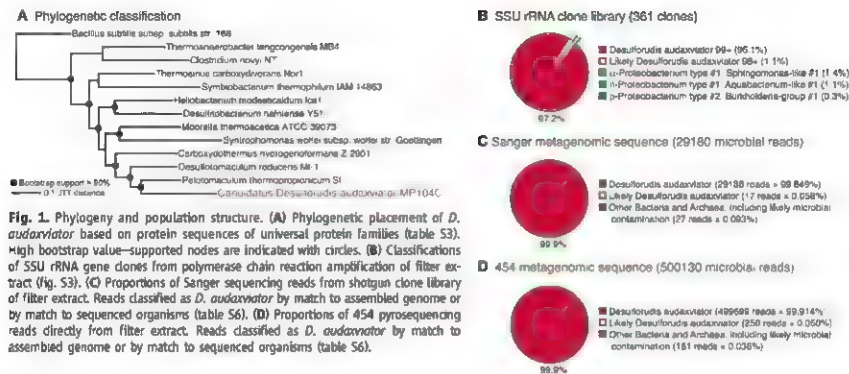 A Phylogenetic classification
Bacillus subtilis subsp. subtilis str. 168
Thermoanaerobacter tengcongensis MB4
Clostridium novyi NT
Thermosinus carboxydivorans Nor1
Symbiobacterium thermophilum IAM 14863
Heliobacterium modesticaldum Ice1
Desulfitobacterium hafniense Y51
Moorella thermoacetica ATCC 39073
Syntrophomonas wolfei subsp. wolfei str. Goettingen
Carboxydothermus hydrogenoformans Z-2901
Desulfotomaculum reducens MI-1
Pelotomaculum thermopropionicum SI
Candidatus Desulforudis audaxviator MP104C
Bootstrap support > 90%
0.1 JTT distance
Fig. 1. Phylogeny and population structure. (A) Phylogenetic placement of D.
audaxviator based on protein sequences of universal protein families (table S3).
High bootstrap value–supported nodes are indicated with circles. (B) Classifications
of SSU rRNA gene clones from polymerase chain reaction amplification of filter ex-
tract (fig. S3). (C) Proportions of Sanger sequencing reads from shotgun clone library
of filter extract. Reads classified as D. audaxviator by match to assembled genome or
by match to sequenced organisms (table S6). (D) Proportions of 454 pyrosequencing
reads directly from filter extract. Reads classified as D. audaxviator by match to
assembled genome or by match to sequenced organisms (table S6).
B SSU rRNA clone library (361 clones)
Desulforudis audaxviator 99+ (96.1%)
Likely Desulforudis audaxviator 98+ (1.1%)
α-Proteobacterium type #1 Sphingomonas-like #1 (1.4%)
β-Proteobacterium type #1 Aquabacterium-like #1 (1.1%)
β-Proteobacterium type #2 Burkholderia-group #1 (0.3%)
97.2%
C Sanger metagenomic sequence (29180 microbial reads)
Desulforudis audaxviator (29136 reads = 99.849%)
Likely Desulforudis audaxviator (17 reads = 0.058%)
Other Bacteria and Archaea, including likely microbial
contamination (27 reads = 0.093%)
99.9%
D 454 metagenomic sequence (500130 microbial reads)
Desulforudis audaxviator (499699 reads = 99.914%)
Likely Desulforudis audaxviator (250 reads = 0.050%)
Other Bacteria and Archaea, including likely microbial
contamination (181 reads = 0.036%)
99.9%